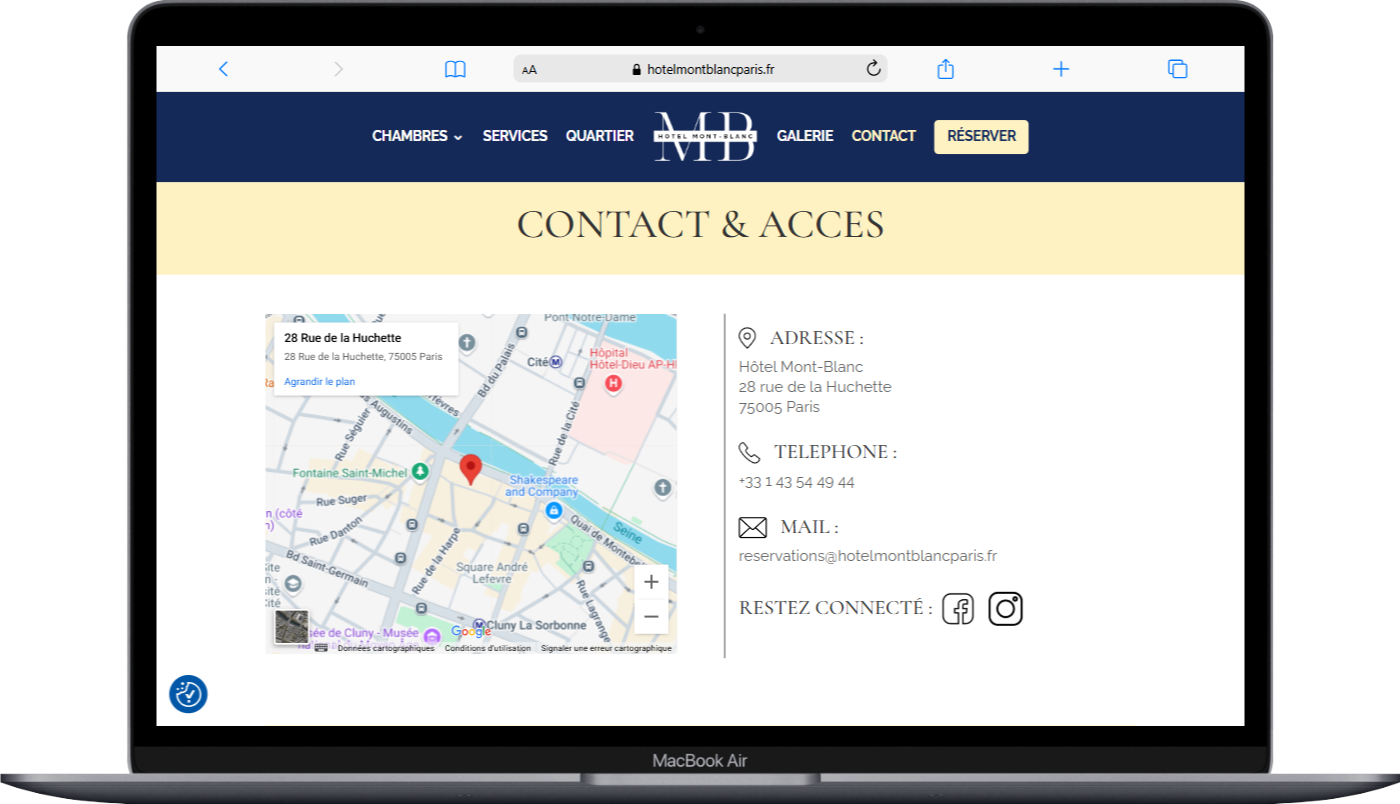 AA hotelmontblancparis.fr
CHAMBRES SERVICES QUARTIER MB HOTEL MONT-BLANC GALERIE CONTACT RÉSERVER
CONTACT & ACCES
28 Rue de la Huchette
28 Rue de la Huchette, 75005 Paris
Agrandir le plan
Pont Notre-Dame
Cité
Hôpital
Hôtel-Dieu AP-H
H
Bd du Palais
Rue de la Cité
Augustins
Rue Séguier
Fontaine Saint-Michel
Shakespeare
and Company
Rue Suger
n (côté
n)
Rue Danton
Quai de Montebe
Seine
Bd Saint-Germain
Rue de la Harpe
Square André
Lefevre
Rue Lagrange
Cluny La Sorbonne
sée de Cluny - Musée
Google
Données cartographiques
Conditions d'utilisation
Signaler une erreur cartographique
ADRESSE :
Hôtel Mont-Blanc
28 rue de la Huchette
75005 Paris
TELEPHONE :
+33 1 43 54 49 44
MAIL :
reservations@hotelmontblancparis.fr
RESTEZ CONNECTÉ :
MacBook Air